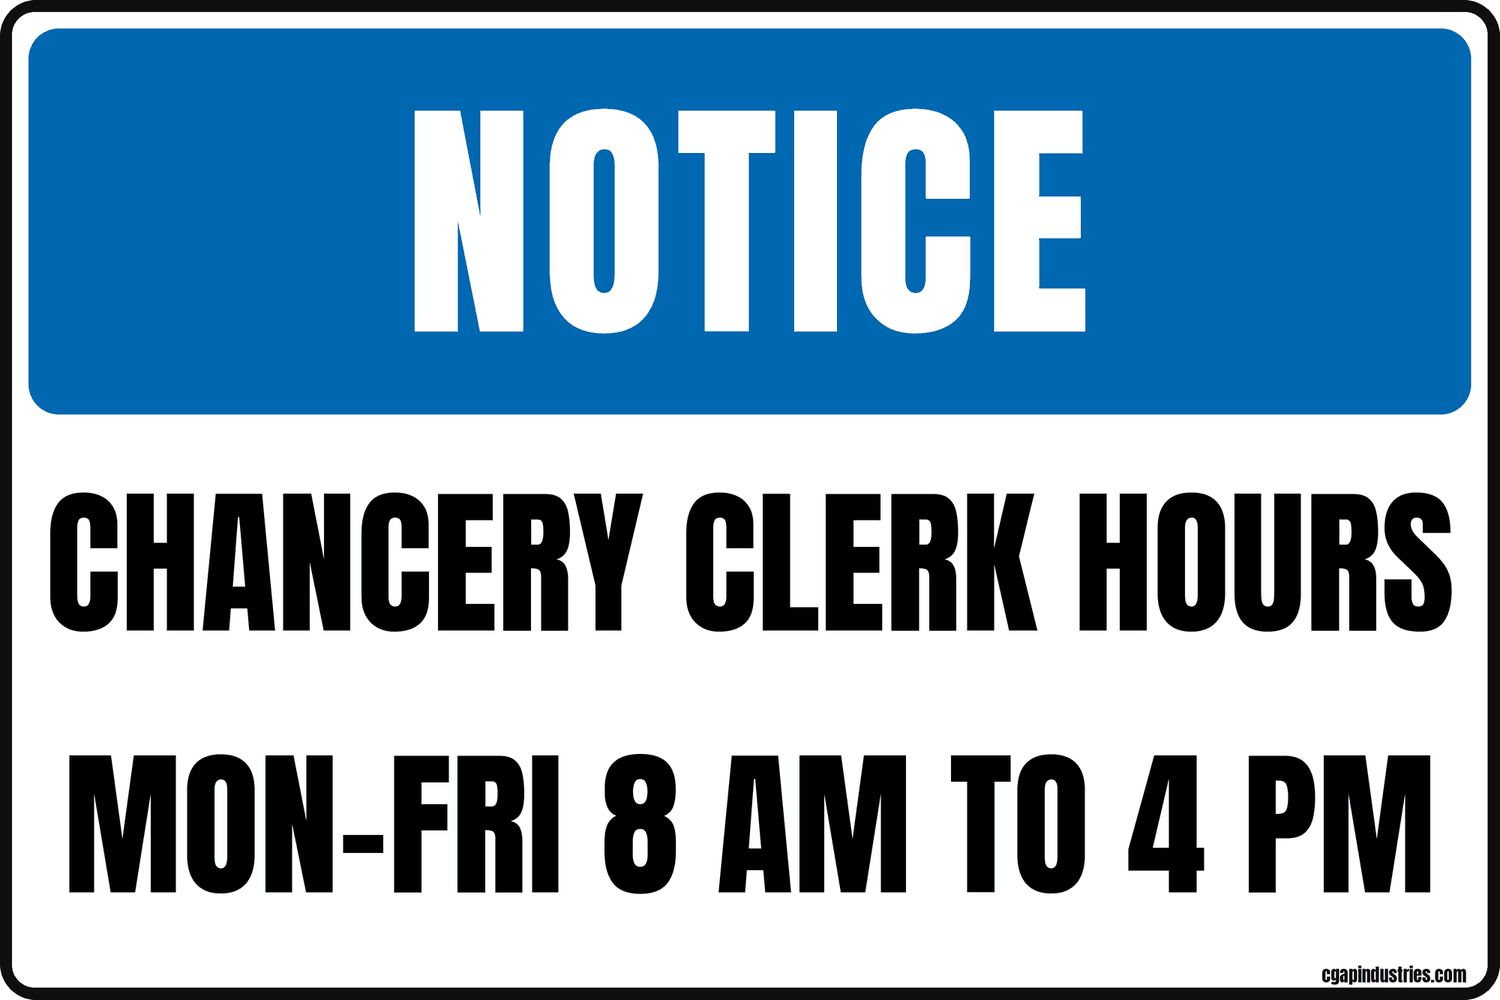 NOTICE
CHANCERY CLERK HOURS
MON-FRI 8 AM TO 4 PM
cgapindustries.com